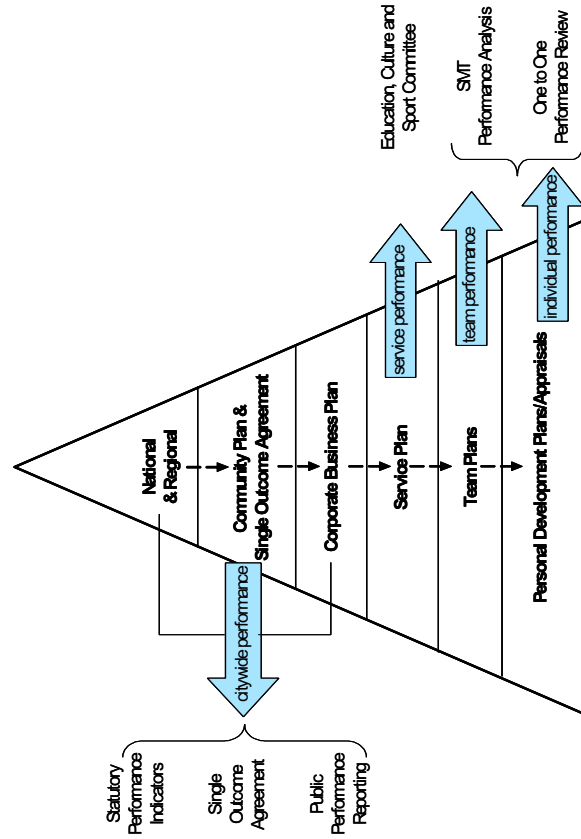 National
& Regional
Community Plan &
Single Outcome Agreement
Corporate Business Plan
Service Plan
Team Plans
Personal Development Plans/Appraisals
citywide performance
Statutory
Performance
Indicators
Single
Outcome
Agreement
Public
Performance
Reporting
service performance
team performance
individual performance
Education, Culture and
Sport Committee
SMT
Performance Analysis
One to One
Performance Review